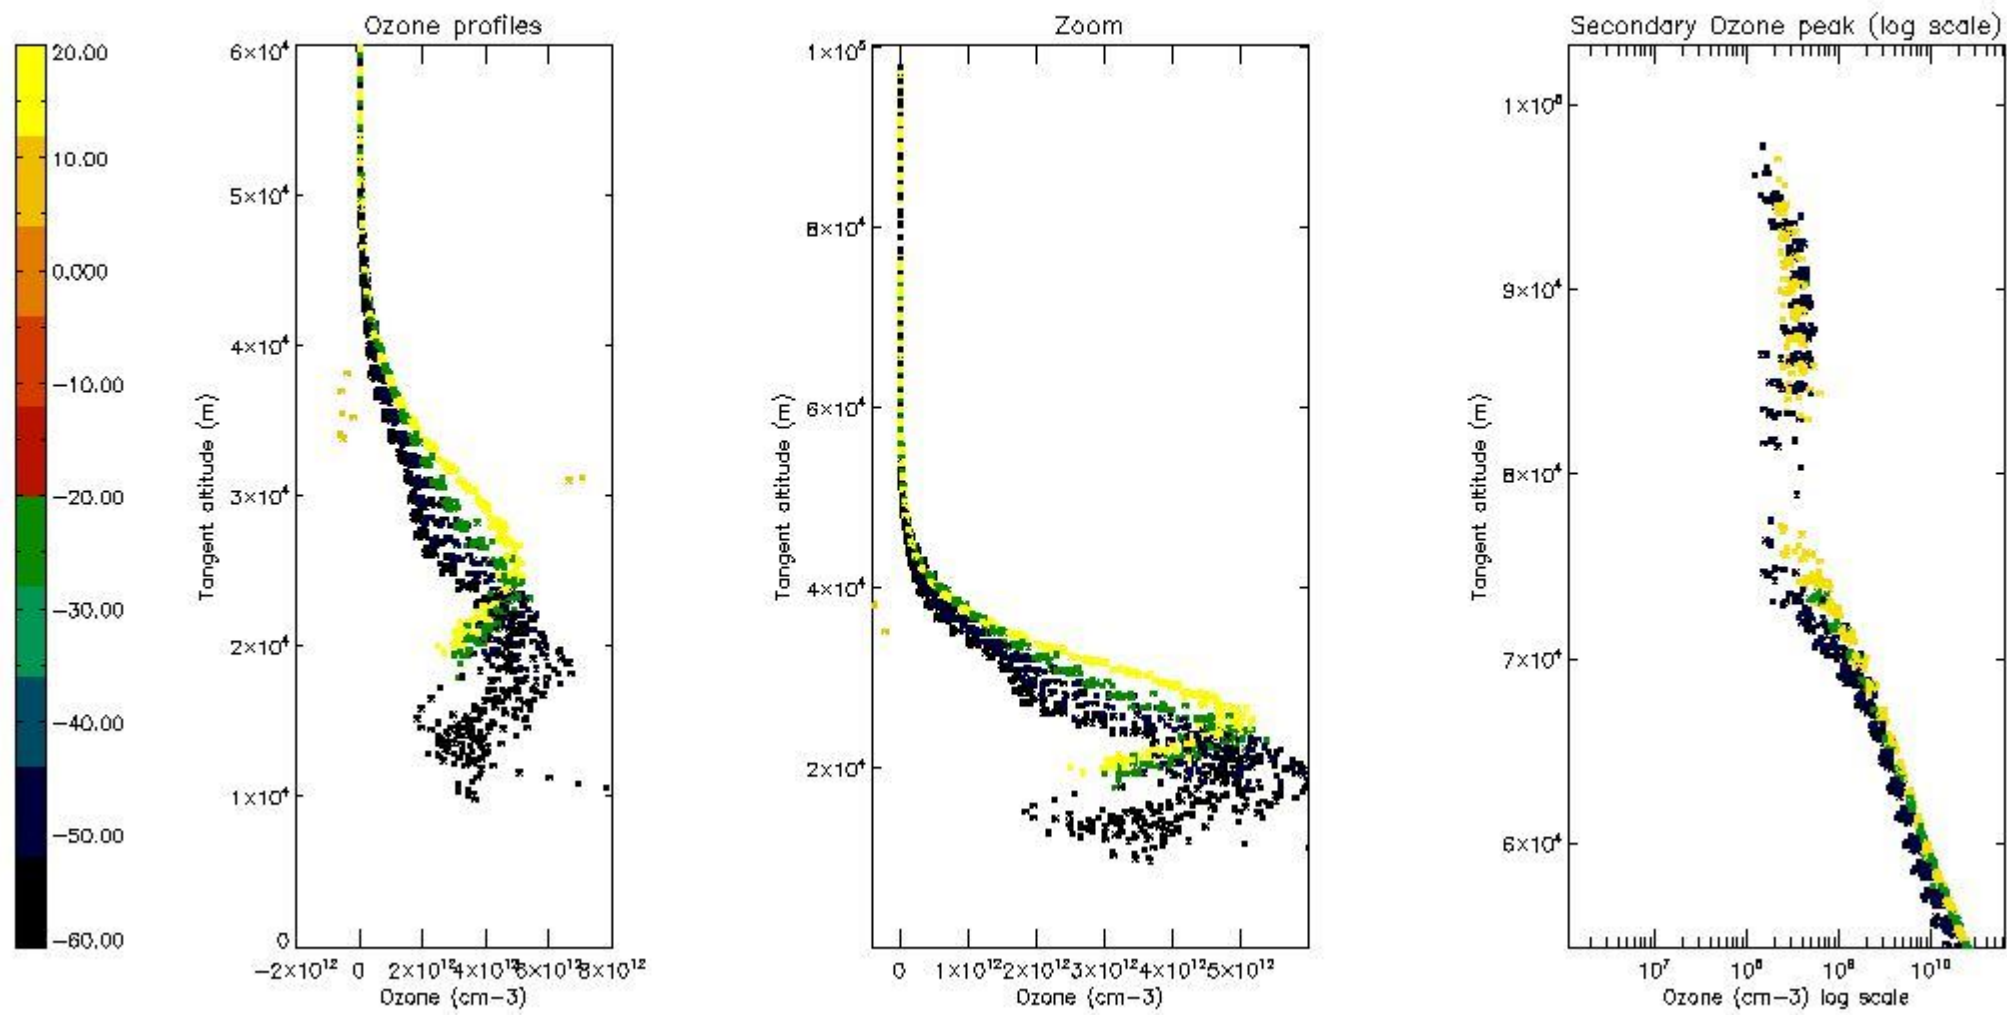 Ozone profiles
Zoom
Secondary Ozone peak (log scale)
20.00
10.00
0.000
−10.00
−20.00
−30.00
−40.00
−50.00
−60.00
6×10⁴
5×10⁴
4×10⁴
3×10⁴
2×10⁴
1×10⁴
0
Tangent altitude (m)
−2×10¹² 0 2×10¹² 4×10¹² 6×10¹² 8×10¹²
Ozone (cm−3)
1×10⁵
8×10⁴
6×10⁴
4×10⁴
2×10⁴
Tangent altitude (m)
0 1×10¹² 2×10¹² 3×10¹² 4×10¹² 5×10¹²
Ozone (cm−3)
1×10⁵
9×10⁴
8×10⁴
7×10⁴
6×10⁴
Tangent altitude (m)
10⁷ 10⁸ 10⁹ 10¹⁰
Ozone (cm−3) log scale